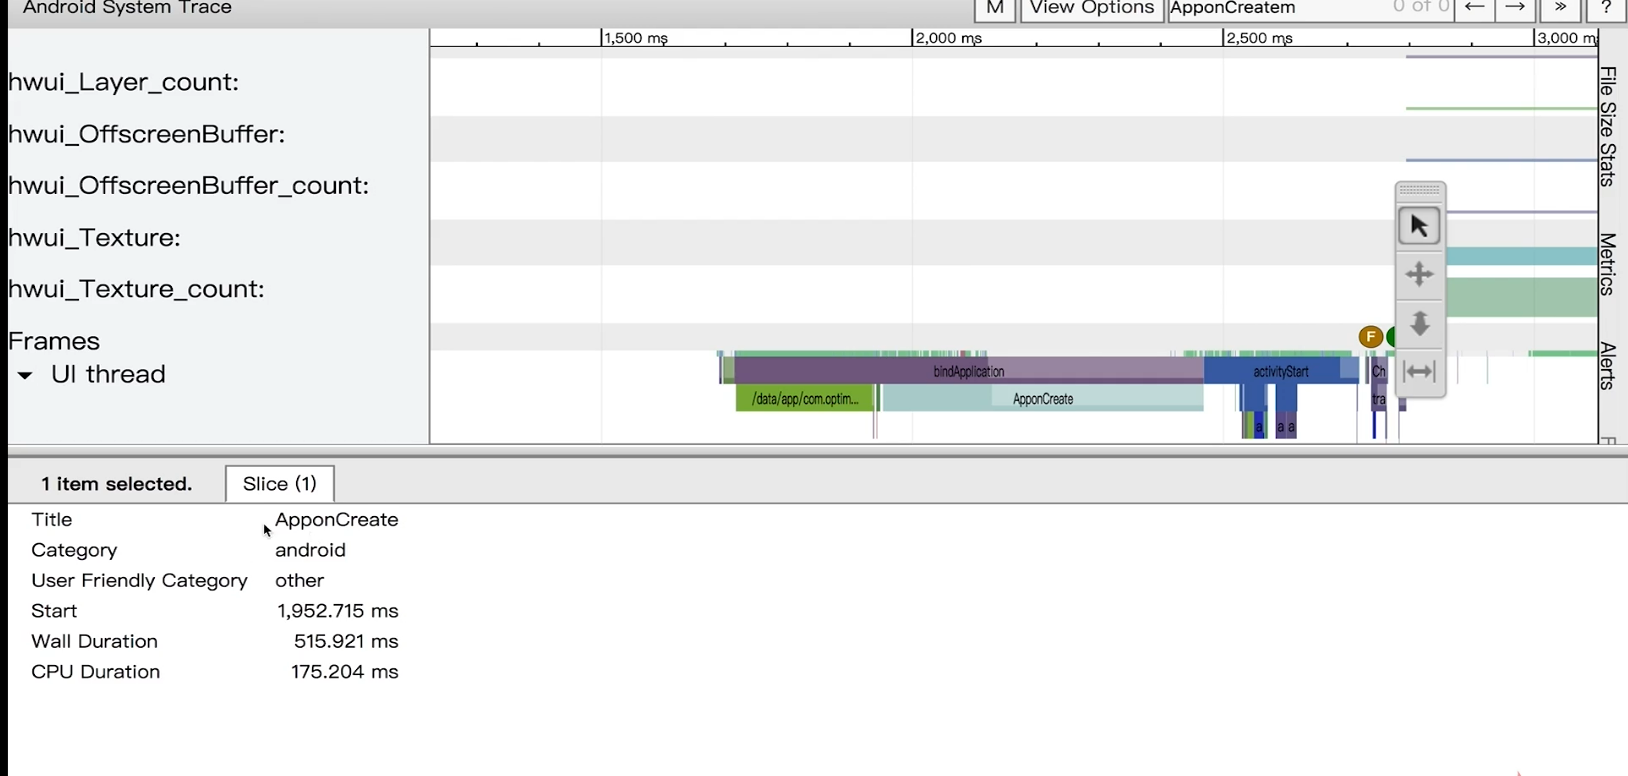 Android System Trace
M View Options ApponCreatem 0 of 0 ← → » ?
1,500 ms 2,000 ms 2,500 ms 3,000 m
hwui_Layer_count:
hwui_OffscreenBuffer:
hwui_OffscreenBuffer_count:
hwui_Texture:
hwui_Texture_count:
Frames
F
UI thread
bindApplication activityStart Ch
/data/app/com.optim... ApponCreate tra
a a a
File Size Stats
Metrics
Alerts
1 item selected. Slice (1)
Title ApponCreate
Category android
User Friendly Category other
Start 1,952.715 ms
Wall Duration 515.921 ms
CPU Duration 175.204 ms